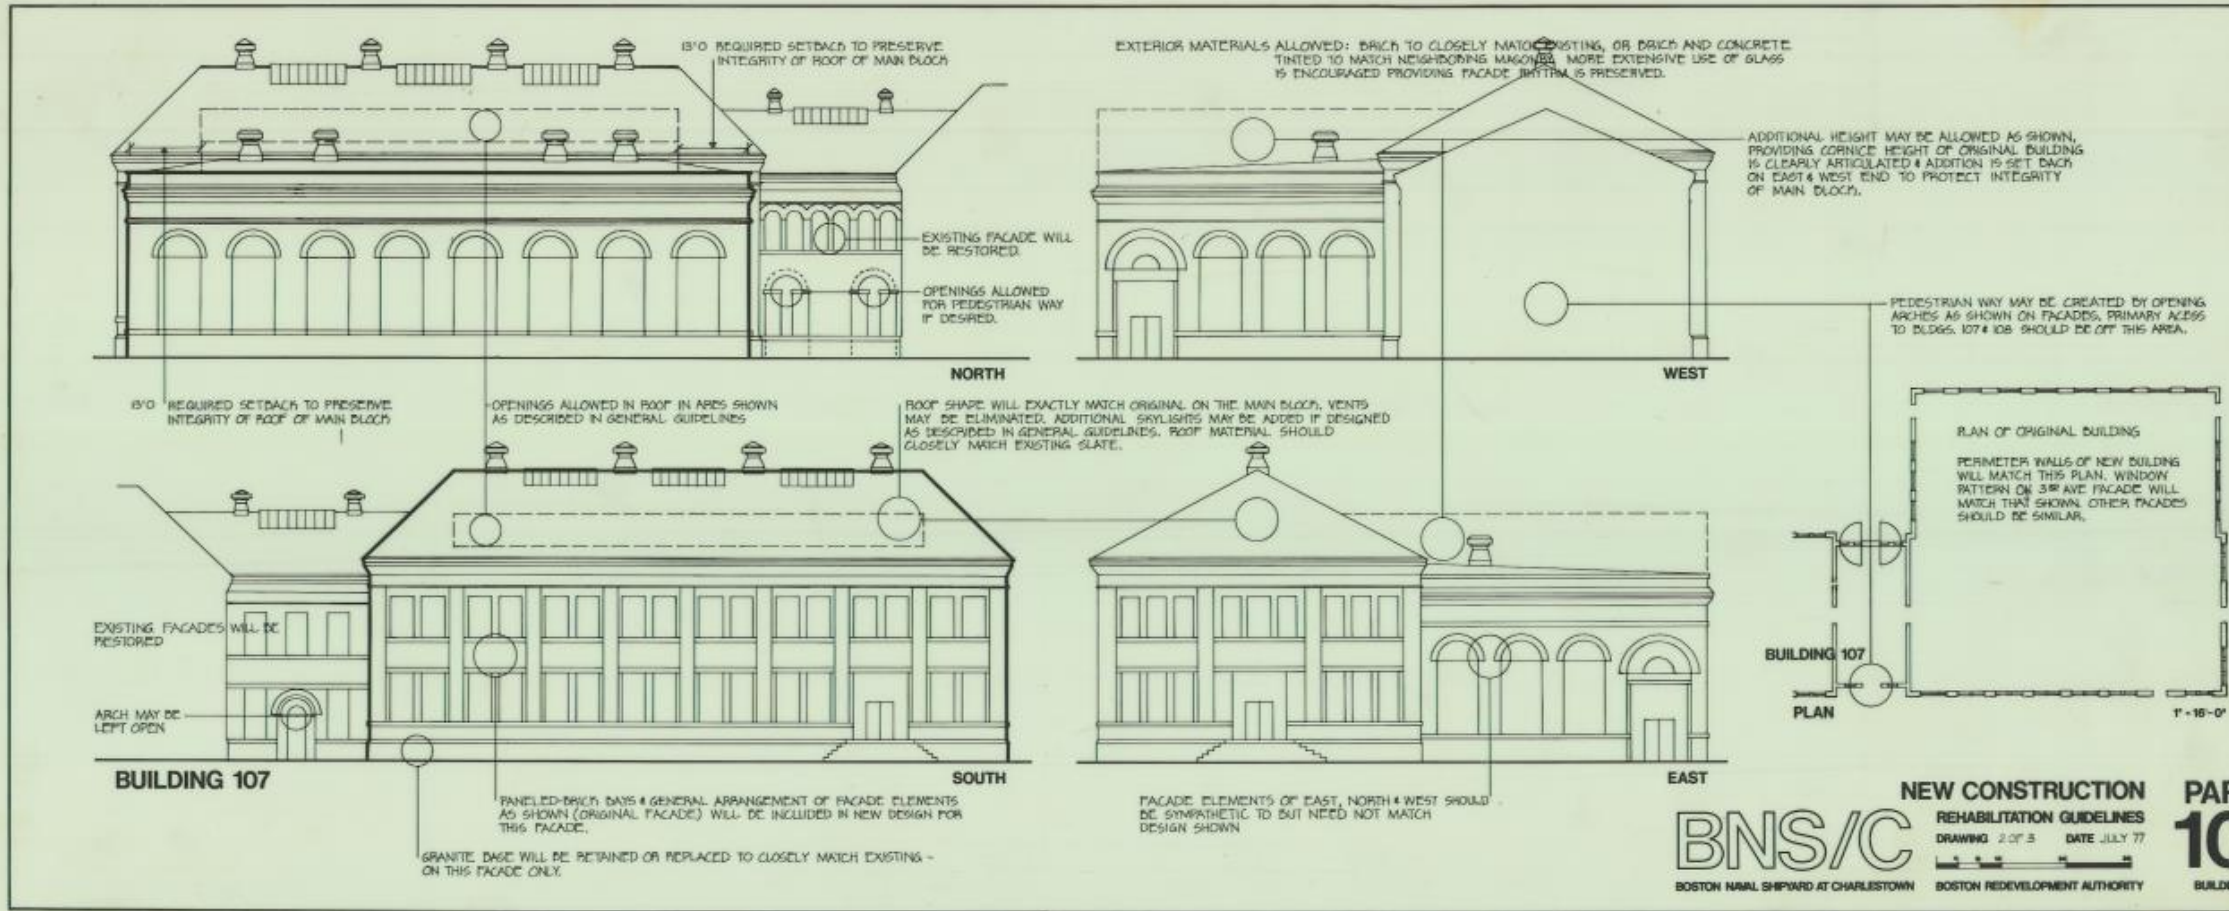 13'0 REQUIRED SETBACK TO PRESERVE
INTEGRITY OF ROOF OF MAIN BLOCK
EXISTING FACADE WILL
BE RESTORED.
OPENINGS ALLOWED
FOR PEDESTRIAN WAY
IF DESIRED.
NORTH
EXTERIOR MATERIALS ALLOWED: BRICK TO CLOSELY MATCH EXISTING, OR BRICK AND CONCRETE
TINTED TO MATCH NEIGHBORING MASONRY. MORE EXTENSIVE USE OF GLASS
IS ENCOURAGED PROVIDING FACADE RHYTHM IS PRESERVED.
ADDITIONAL HEIGHT MAY BE ALLOWED AS SHOWN,
PROVIDING CORNICE HEIGHT OF ORIGINAL BUILDING
IS CLEARLY ARTICULATED & ADDITION IS SET BACK
ON EAST & WEST END TO PROTECT INTEGRITY
OF MAIN BLOCK.
PEDESTRIAN WAY MAY BE CREATED BY OPENING
ARCHES AS SHOWN ON FACADES. PRIMARY ACESS
TO BLDGS. 107 & 108 SHOULD BE OFF THIS AREA.
WEST
13'0 REQUIRED SETBACK TO PRESERVE
INTEGRITY OF ROOF OF MAIN BLOCK
OPENINGS ALLOWED IN ROOF IN ARES SHOWN
AS DESCRIBED IN GENERAL GUIDELINES
ROOF SHAPE WILL EXACTLY MATCH ORIGINAL ON THE MAIN BLOCK. VENTS
MAY BE ELIMINATED. ADDITIONAL SKYLIGHTS MAY BE ADDED IF DESIGNED
AS DESCRIBED IN GENERAL GUIDELINES. ROOF MATERIAL SHOULD
CLOSELY MATCH EXISTING SLATE.
PLAN OF ORIGINAL BUILDING
PERIMETER WALLS OF NEW BUILDING
WILL MATCH THIS PLAN. WINDOW
PATTERN ON 3RD AVE FACADE WILL
MATCH THAT SHOWN. OTHER FACADES
SHOULD BE SIMILAR.
BUILDING 107
PLAN
1"=16'-0"
EXISTING FACADES WILL BE
RESTORED
ARCH MAY BE
LEFT OPEN
BUILDING 107
SOUTH
EAST
PANELED-BRICK BAYS & GENERAL ARRANGEMENT OF FACADE ELEMENTS
AS SHOWN (ORIGINAL FACADE) WILL BE INCLUDED IN NEW DESIGN FOR
THIS FACADE.
GRANITE BASE WILL BE RETAINED OR REPLACED TO CLOSELY MATCH EXISTING -
ON THIS FACADE ONLY.
FACADE ELEMENTS OF EAST, NORTH & WEST SHOULD
BE SYMPATHETIC TO BUT NEED NOT MATCH
DESIGN SHOWN
NEW CONSTRUCTION
REHABILITATION GUIDELINES
DRAWING 2 OF 3 DATE JULY 77
BNS/C
BOSTON NAVAL SHIPYARD AT CHARLESTOWN
BOSTON REDEVELOPMENT AUTHORITY
PAR
10
BUILD